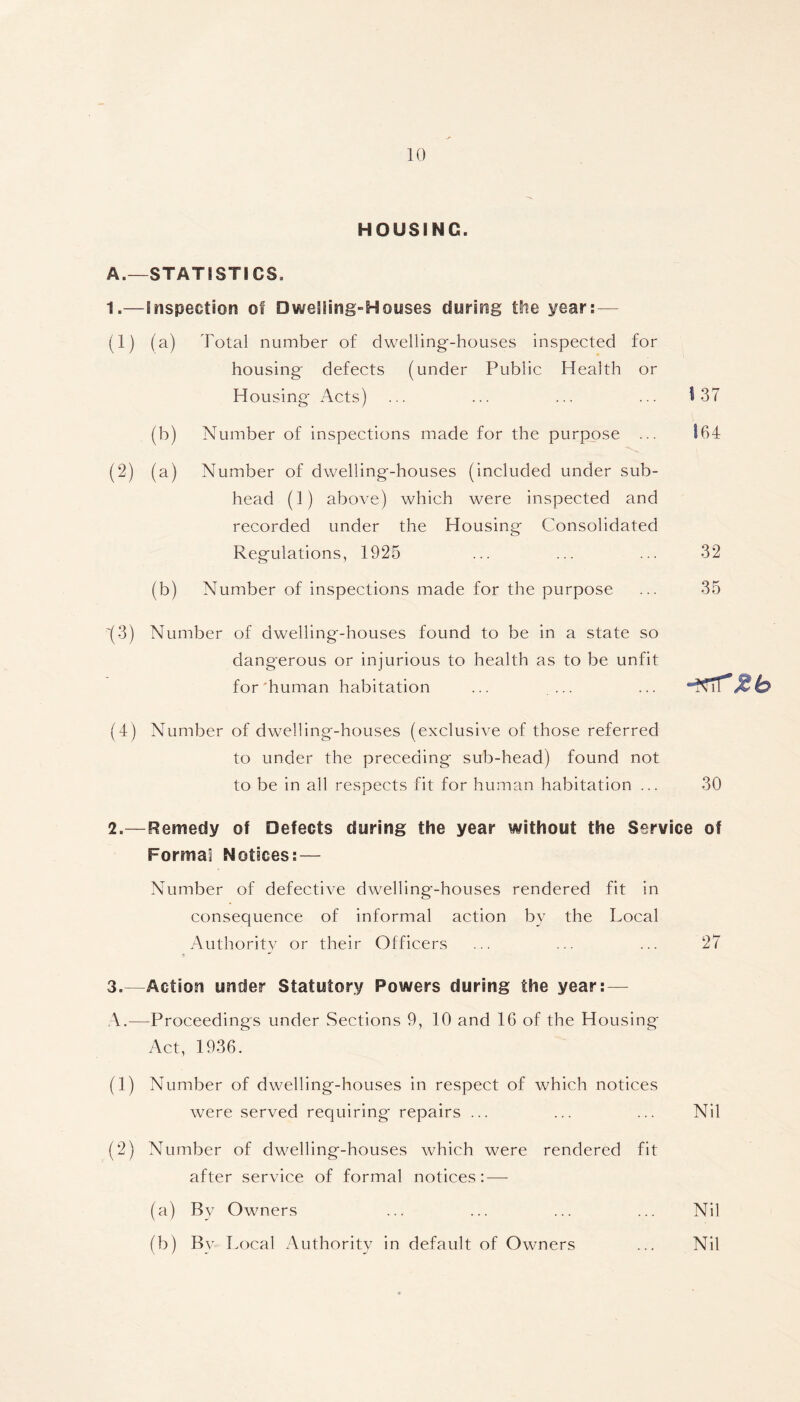 10
HOUSING.
A.—STATISTICS.
1.—Inspection of Dwelling-Houses during the year:—
(1) (a) Total number of dwelling-houses inspected for
housing defects (under Public Health or
Housing Acts) ... ... ... ... 137
(b) Number of inspections made for the purpose ... 164
(2) (a) Number of dwelling-houses (included under sub-
head (1) above) which were inspected and
recorded under the Housing Consolidated
Regulations, 1925 ... ... ... 32
(b) Number of inspections made for the purpose ... 35
(3) Number of dwelling-houses found to be in a state so
dangerous or injurious to health as to be unfit
for human habitation ... ... ... Nil 26
(4) Number of dwelling-houses (exclusive of those referred
to under the preceding sub-head) found not
to be in all respects fit for human habitation ... 30
2.—Remedy of Defects during the year without the Service of
Formal Notices:—
Number of defective dwelling-houses rendered fit in
consequence of informal action by the Local
Authority or their Officers ... ... ... 27
3.—Action under Statutory Powers during the year:—
A.—Proceedings under Sections 9, 10 and 16 of the Housing
Act, 1936.
(1) Number of dwelling-houses in respect of which notices
were served requiring repairs ... ... ... Nil
(2) Number of dwelling-houses which were rendered fit
after service of formal notices:—
(a) By Owners ... ... ... ... Nil
(b) By Local Authority in default of Owners ... Nil